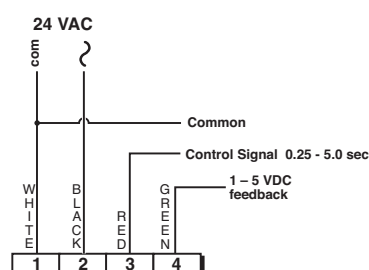 24 VAC
com
Common
Control Signal 0.25 - 5.0 sec
1 – 5 VDC
feedback
WHITE
BLACK
RED
GREEN
1 2 3 4